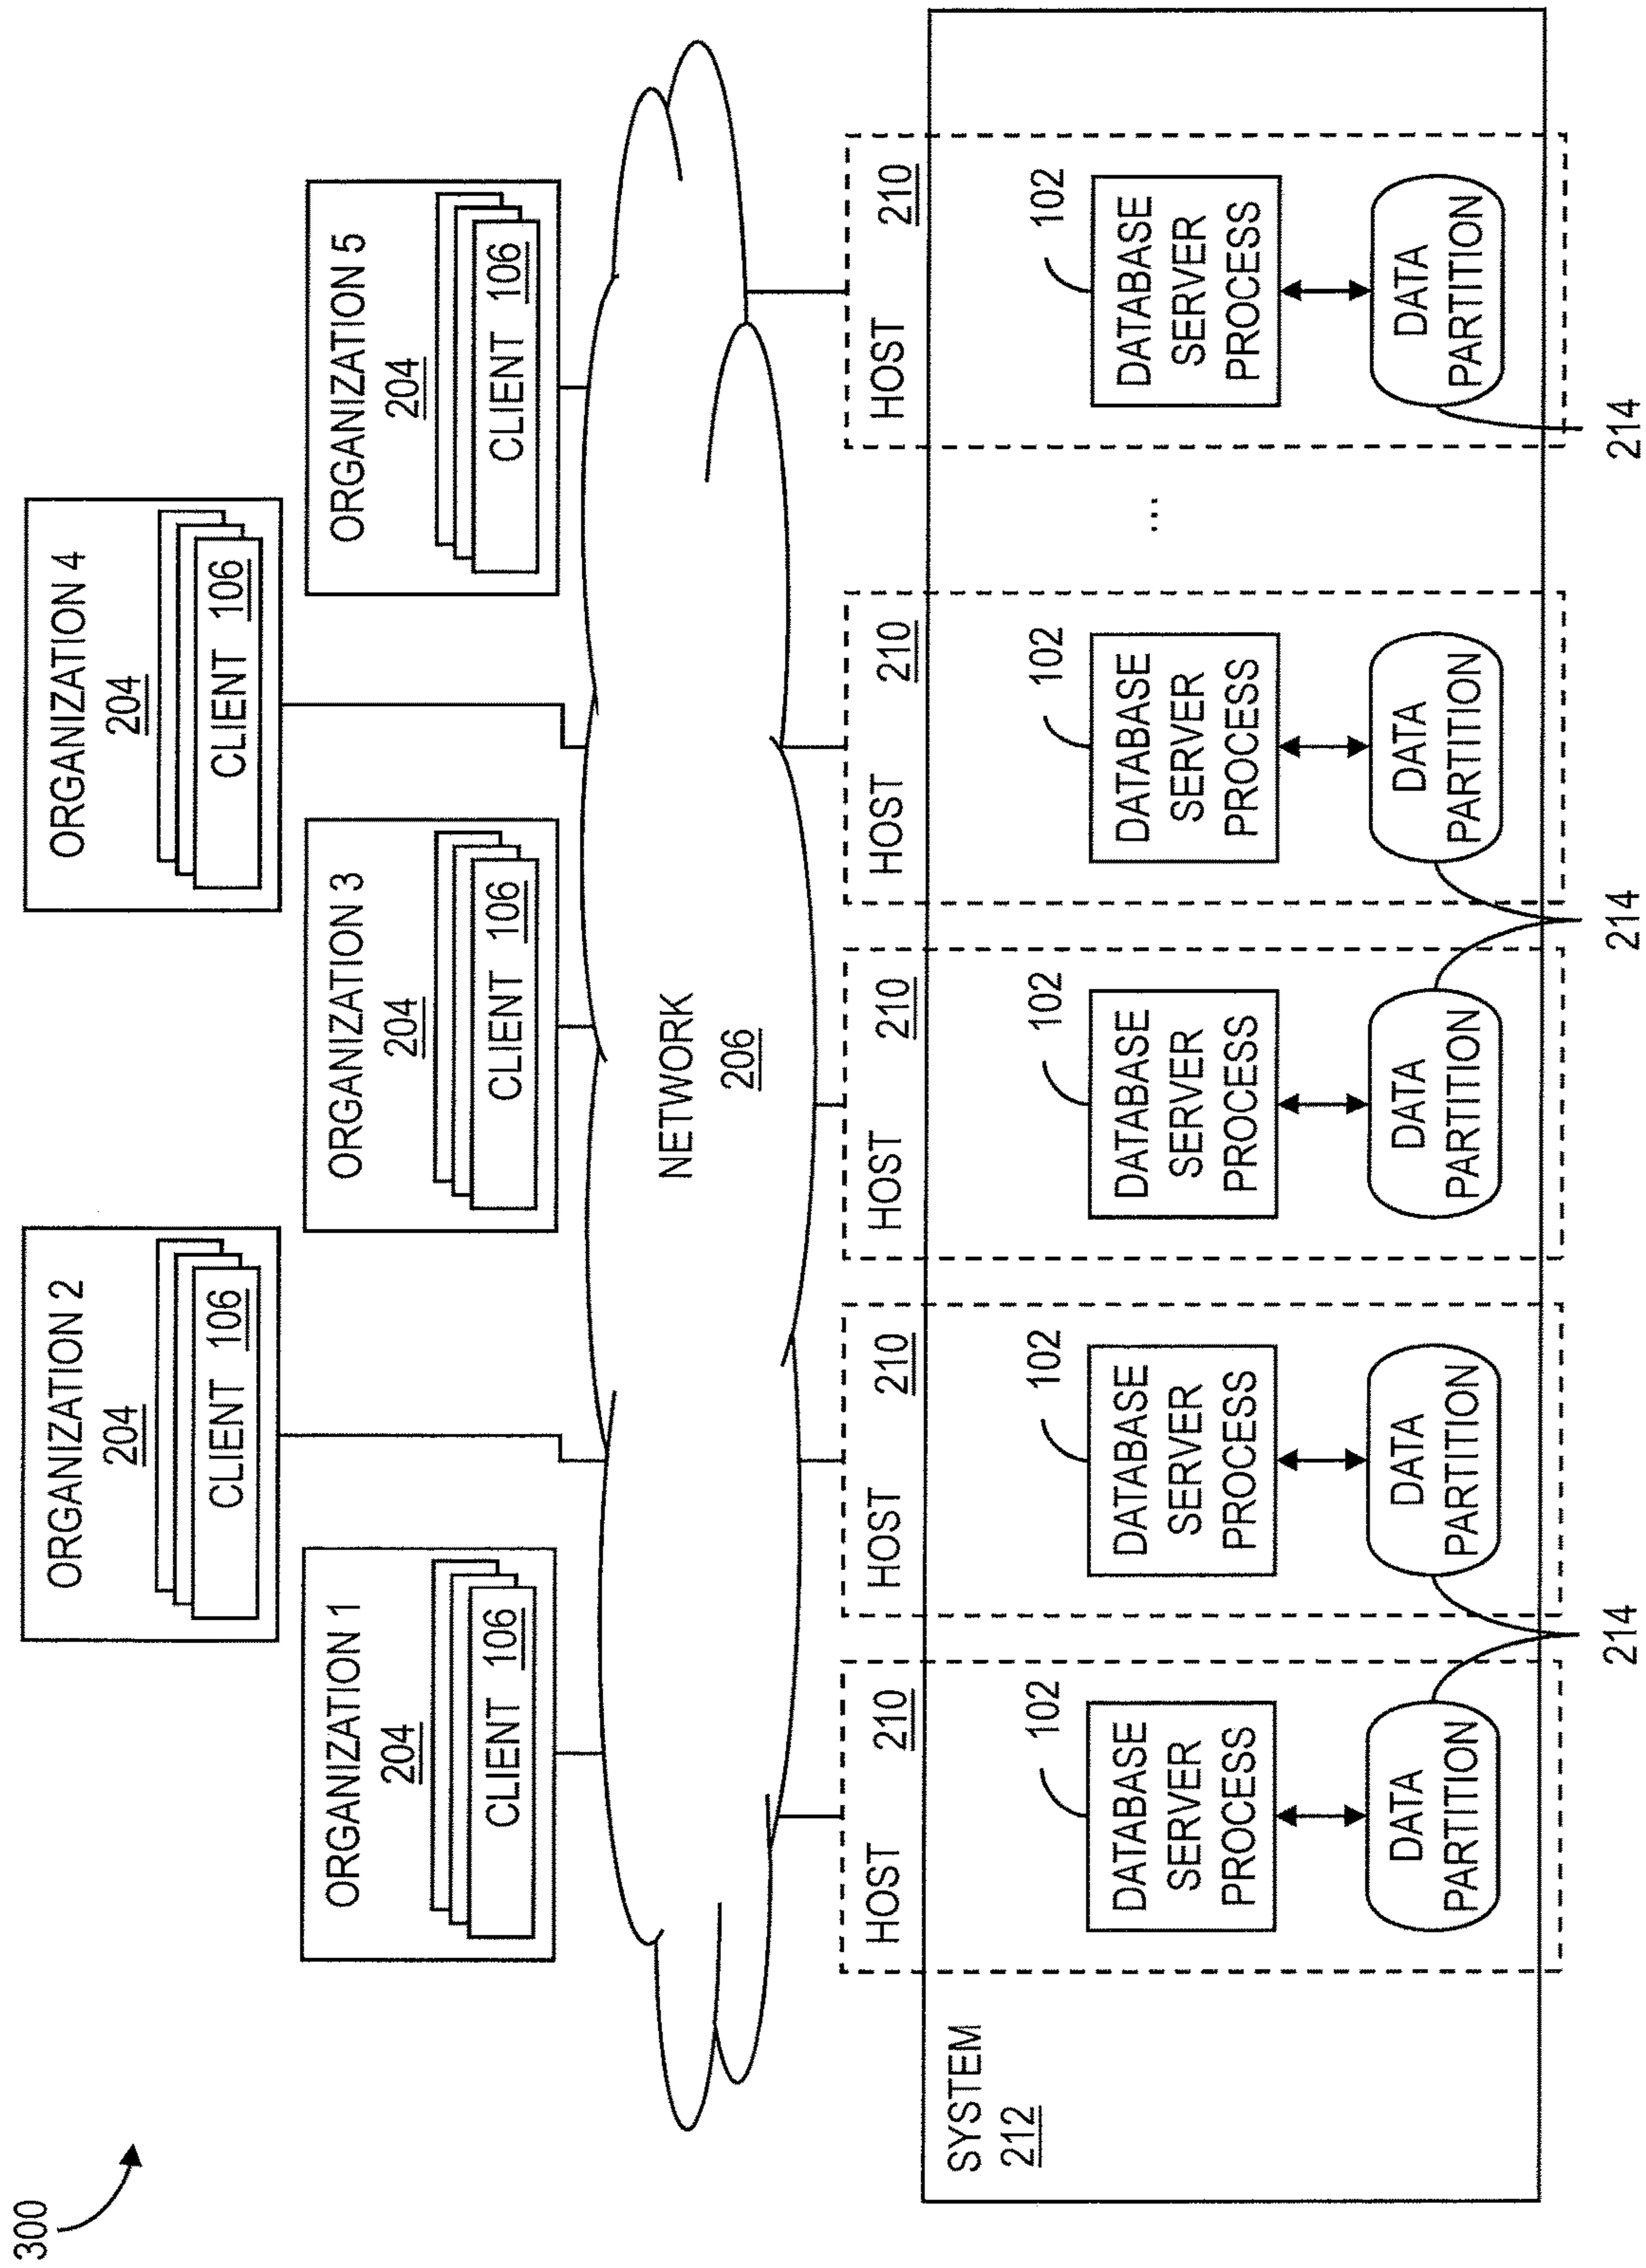 300
ORGANIZATION 2
204
CLIENT 106
ORGANIZATION 4
204
CLIENT 106
ORGANIZATION 1
204
CLIENT 106
ORGANIZATION 3
204
CLIENT 106
ORGANIZATION 5
204
CLIENT 106
NETWORK
206
SYSTEM
212
HOST 210
102
DATABASE
SERVER
PROCESS
DATA
PARTITION
HOST 210
102
DATABASE
SERVER
PROCESS
DATA
PARTITION
214
HOST 210
102
DATABASE
SERVER
PROCESS
DATA
PARTITION
HOST 210
102
DATABASE
SERVER
PROCESS
DATA
PARTITION
214
...
HOST 210
102
DATABASE
SERVER
PROCESS
DATA
PARTITION
214